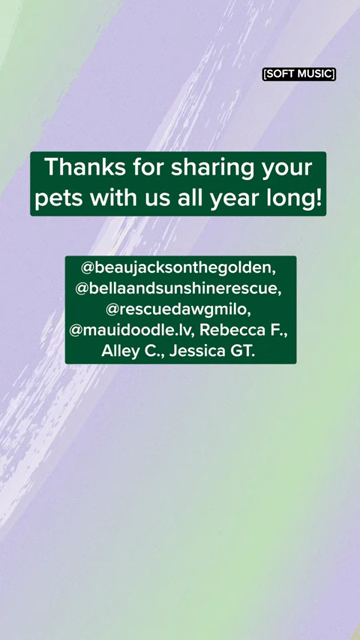 [SOFT MUSIC]
Thanks for sharing your
pets with us all year long!
@beaujacksonthegolden,
@bellaandsunshinerescue,
@rescuedawgmilo,
@mauidoodle.lv, Rebecca F.,
Alley C., Jessica GT.